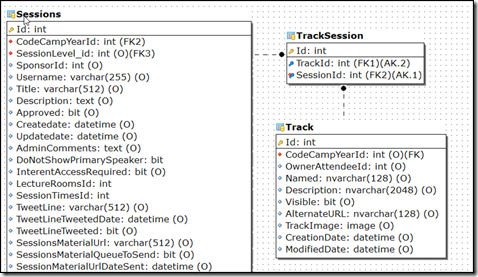 Sessions
Id: int
CodeCampYearId: int (FK2)
SessionLevel_id: int (O)(FK3)
SponsorId: int (O)
Username: varchar(255) (O)
Title: varchar(512) (O)
Description: text (O)
Approved: bit (O)
Createdate: datetime (O)
Updatedate: datetime (O)
AdminComments: text (O)
DoNotShowPrimarySpeaker: bit
InterentAccessRequired: bit (O)
LectureRoomsId: int
SessionTimesId: int
TweetLine: varchar(512) (O)
TweetLineTweetedDate: datetime (O)
TweetLineTweeted: bit (O)
SessionsMaterialUrl: varchar(512) (O)
SessionsMaterialQueueToSend: bit (O)
SessionMaterialUrlDateSent: datetime (O)
TrackSession
Id: int
TrackId: int (FK1)(AK.2)
SessionId: int (FK2)(AK.1)
Track
Id: int
CodeCampYearId: int (O)(FK)
OwnerAttendeeId: int (O)
Named: nvarchar(128) (O)
Description: nvarchar(2048) (O)
Visible: bit (O)
AlternateURL: nvarchar(128) (O)
TrackImage: image (O)
CreationDate: datetime (O)
ModifiedDate: datetime (O)